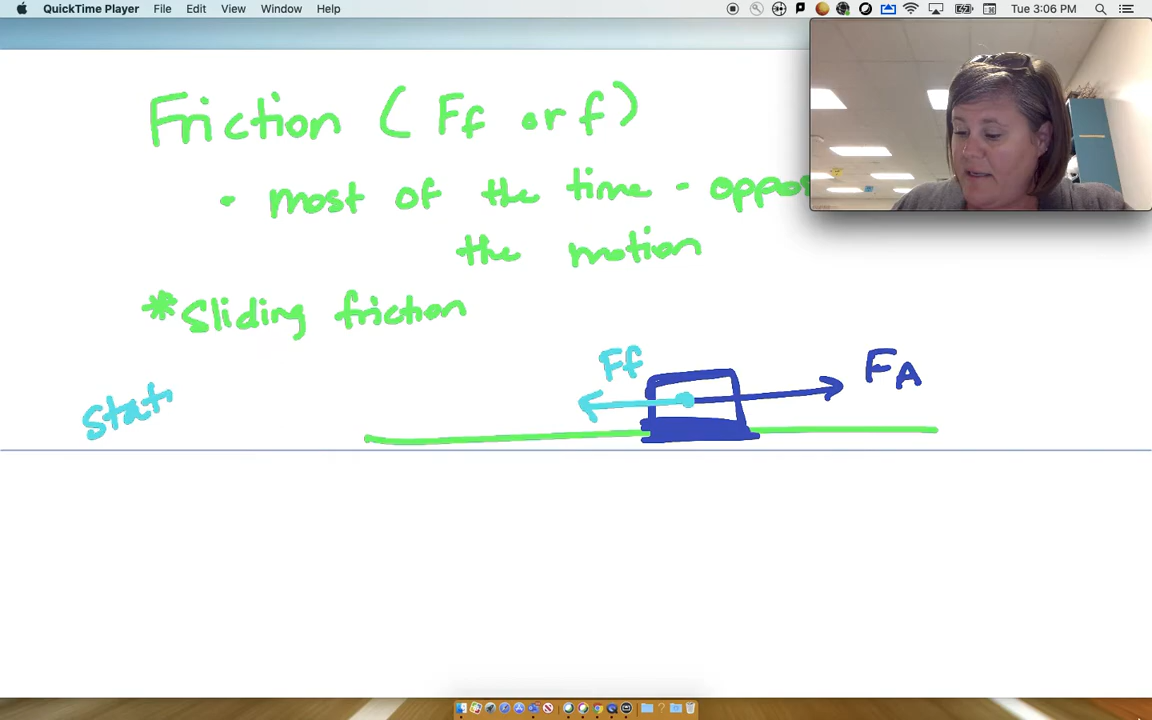 QuickTime Player File Edit View Window Help Tue 3:06 PM
Friction ( Ff or f )
• most of the time - oppos
the motion
*Sliding friction
Ff
FA
stati